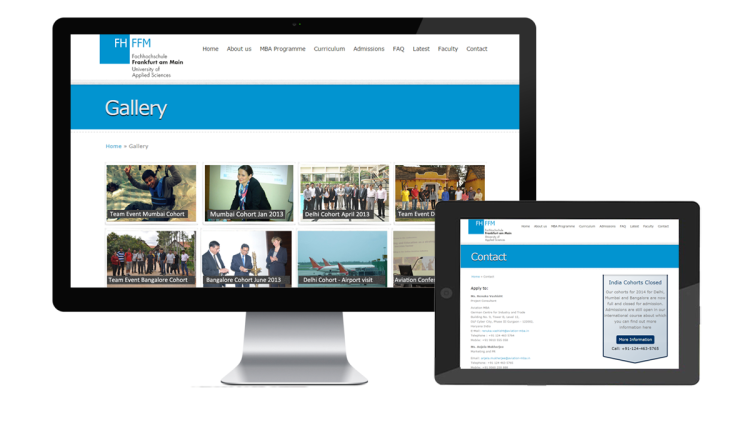 FH FFM
Fachhochschule
Frankfurt am Main
University of
Applied Sciences
Home About us MBA Programme Curriculum Admissions FAQ Latest Faculty Contact
Gallery
Home » Gallery
Team Event Mumbai Cohort
Mumbai Cohort Jan 2013
Delhi Cohort April 2013
Team Event D
Team Event Bangalore Cohort
Bangalore Cohort June 2013
Delhi Cohort - Airport visit
Aviation Confe
FH FFM
Fachhochschule
Frankfurt am Main
University of
Applied Sciences
Home About us MBA Programme Curriculum Admissions FAQ Latest Faculty Contact
Contact
Home » Contact
Apply to:
India Cohorts Closed
Our cohorts for 2014 for Delhi,
Mumbai and Bangalore are now
full and closed for admission.
Admissions are still open in our
international course about which
you can find out more
information here
More Information
Call: +91-124-463-5765